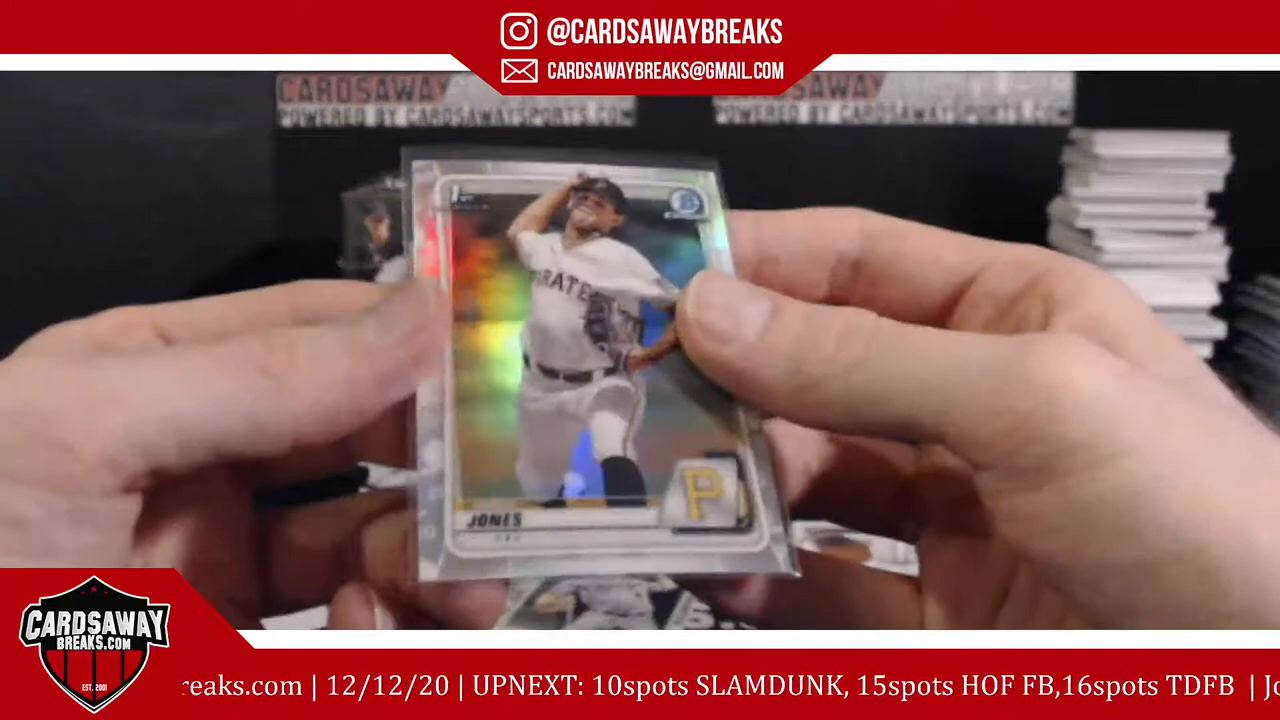 @CARDSAWAYBREAKS
CARDSAWAYBREAKS@GMAIL.COM
CARDSAWAY
POWERED BY CARDSAWAYSPORTS.COM
POWERED BY CARDSAWAYSPORTS.COM
1st
B
PIRATES
P
JONES
CARDSAWAY
BREAKS.COM
EST. 2001
reaks.com | 12/12/20 | UPNEXT: 10spots SLAMDUNK, 15spots HOF FB,16spots TDFB | Jo